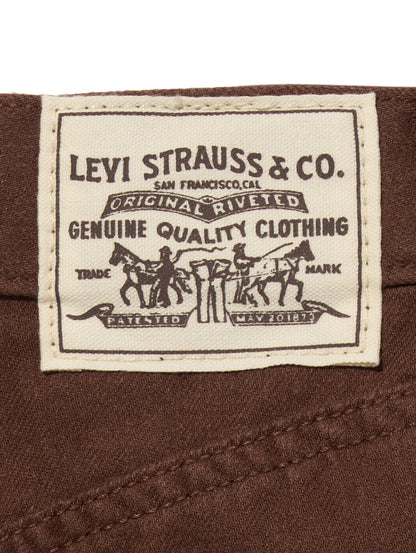 LEVI STRAUSS & CO.
SAN FRANCISCO, CAL
ORIGINAL RIVETED
GENUINE QUALITY CLOTHING
TRADE MARK
PATENTED MAY 20 1873